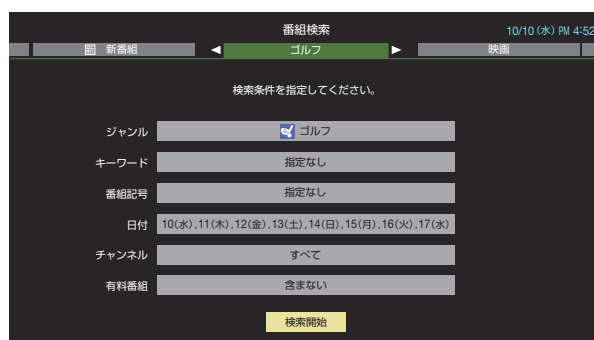 番組検索
10/10 (水) PM 4:52
新番組 ◀ ゴルフ ▶ 映画
検索条件を指定してください。
ジャンル ゴルフ
キーワード 指定なし
番組記号 指定なし
日付 10(水),11(木),12(金),13(土),14(日),15(月),16(火),17(水)
チャンネル すべて
有料番組 含まない
検索開始